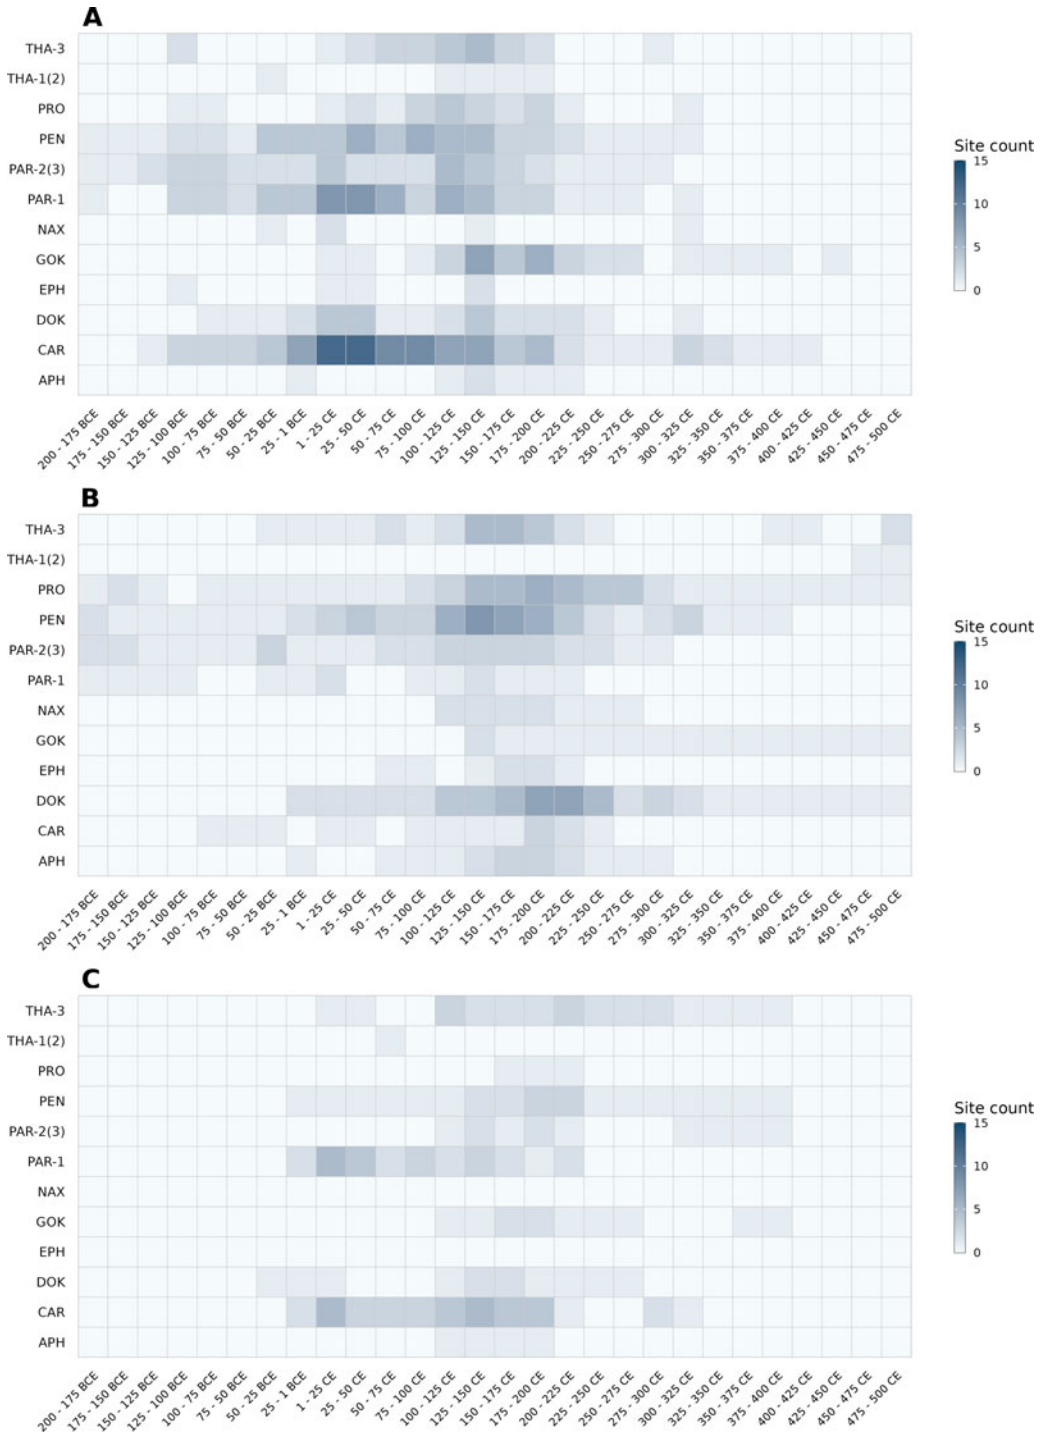 A
THA-3
THA-1(2)
PRO
PEN
PAR-2(3)
PAR-1
NAX
GOK
EPH
DOK
CAR
APH
Site count
15
10
5
0
200 - 175 BCE
175 - 150 BCE
150 - 125 BCE
125 - 100 BCE
100 - 75 BCE
75 - 50 BCE
50 - 25 BCE
25 - 1 BCE
1 - 25 CE
25 - 50 CE
50 - 75 CE
75 - 100 CE
100 - 125 CE
125 - 150 CE
150 - 175 CE
175 - 200 CE
200 - 225 CE
225 - 250 CE
250 - 275 CE
275 - 300 CE
300 - 325 CE
325 - 350 CE
350 - 375 CE
375 - 400 CE
400 - 425 CE
425 - 450 CE
450 - 475 CE
475 - 500 CE
B
THA-3
THA-1(2)
PRO
PEN
PAR-2(3)
PAR-1
NAX
GOK
EPH
DOK
CAR
APH
Site count
15
10
5
0
200 - 175 BCE
175 - 150 BCE
150 - 125 BCE
125 - 100 BCE
100 - 75 BCE
75 - 50 BCE
50 - 25 BCE
25 - 1 BCE
1 - 25 CE
25 - 50 CE
50 - 75 CE
75 - 100 CE
100 - 125 CE
125 - 150 CE
150 - 175 CE
175 - 200 CE
200 - 225 CE
225 - 250 CE
250 - 275 CE
275 - 300 CE
300 - 325 CE
325 - 350 CE
350 - 375 CE
375 - 400 CE
400 - 425 CE
425 - 450 CE
450 - 475 CE
475 - 500 CE
C
THA-3
THA-1(2)
PRO
PEN
PAR-2(3)
PAR-1
NAX
GOK
EPH
DOK
CAR
APH
Site count
15
10
5
0
200 - 175 BCE
175 - 150 BCE
150 - 125 BCE
125 - 100 BCE
100 - 75 BCE
75 - 50 BCE
50 - 25 BCE
25 - 1 BCE
1 - 25 CE
25 - 50 CE
50 - 75 CE
75 - 100 CE
100 - 125 CE
125 - 150 CE
150 - 175 CE
175 - 200 CE
200 - 225 CE
225 - 250 CE
250 - 275 CE
275 - 300 CE
300 - 325 CE
325 - 350 CE
350 - 375 CE
375 - 400 CE
400 - 425 CE
425 - 450 CE
450 - 475 CE
475 - 500 CE